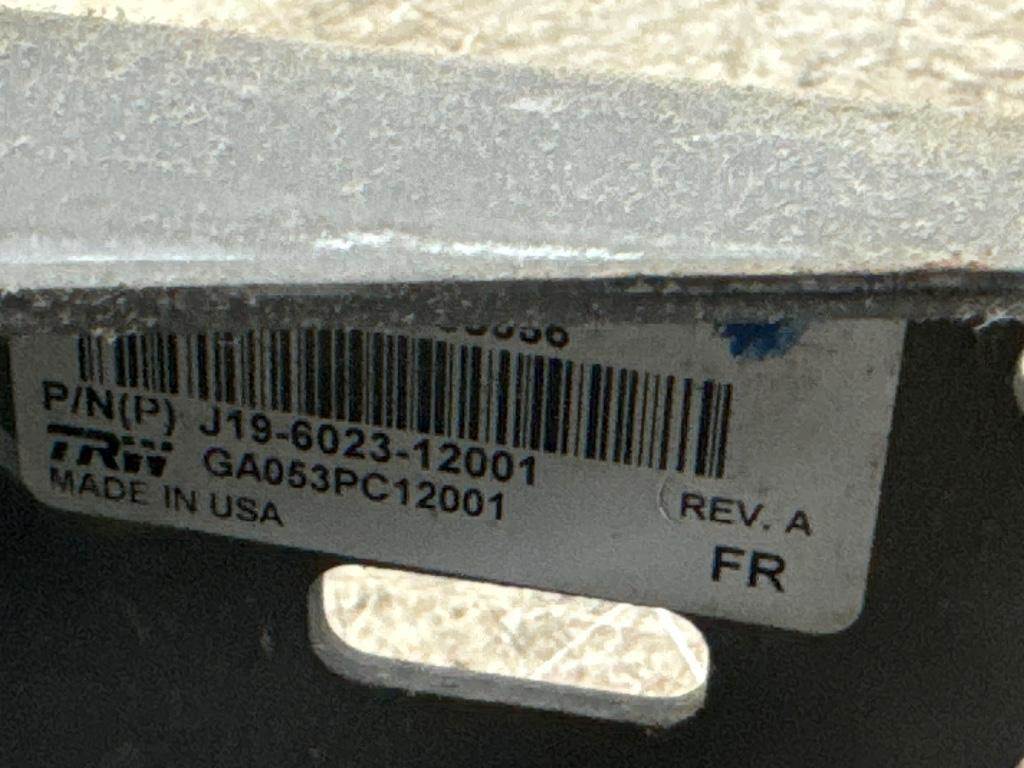 P/N(P) J19-6023-12001
TRW GA053PC12001
MADE IN USA
REV. A
FR